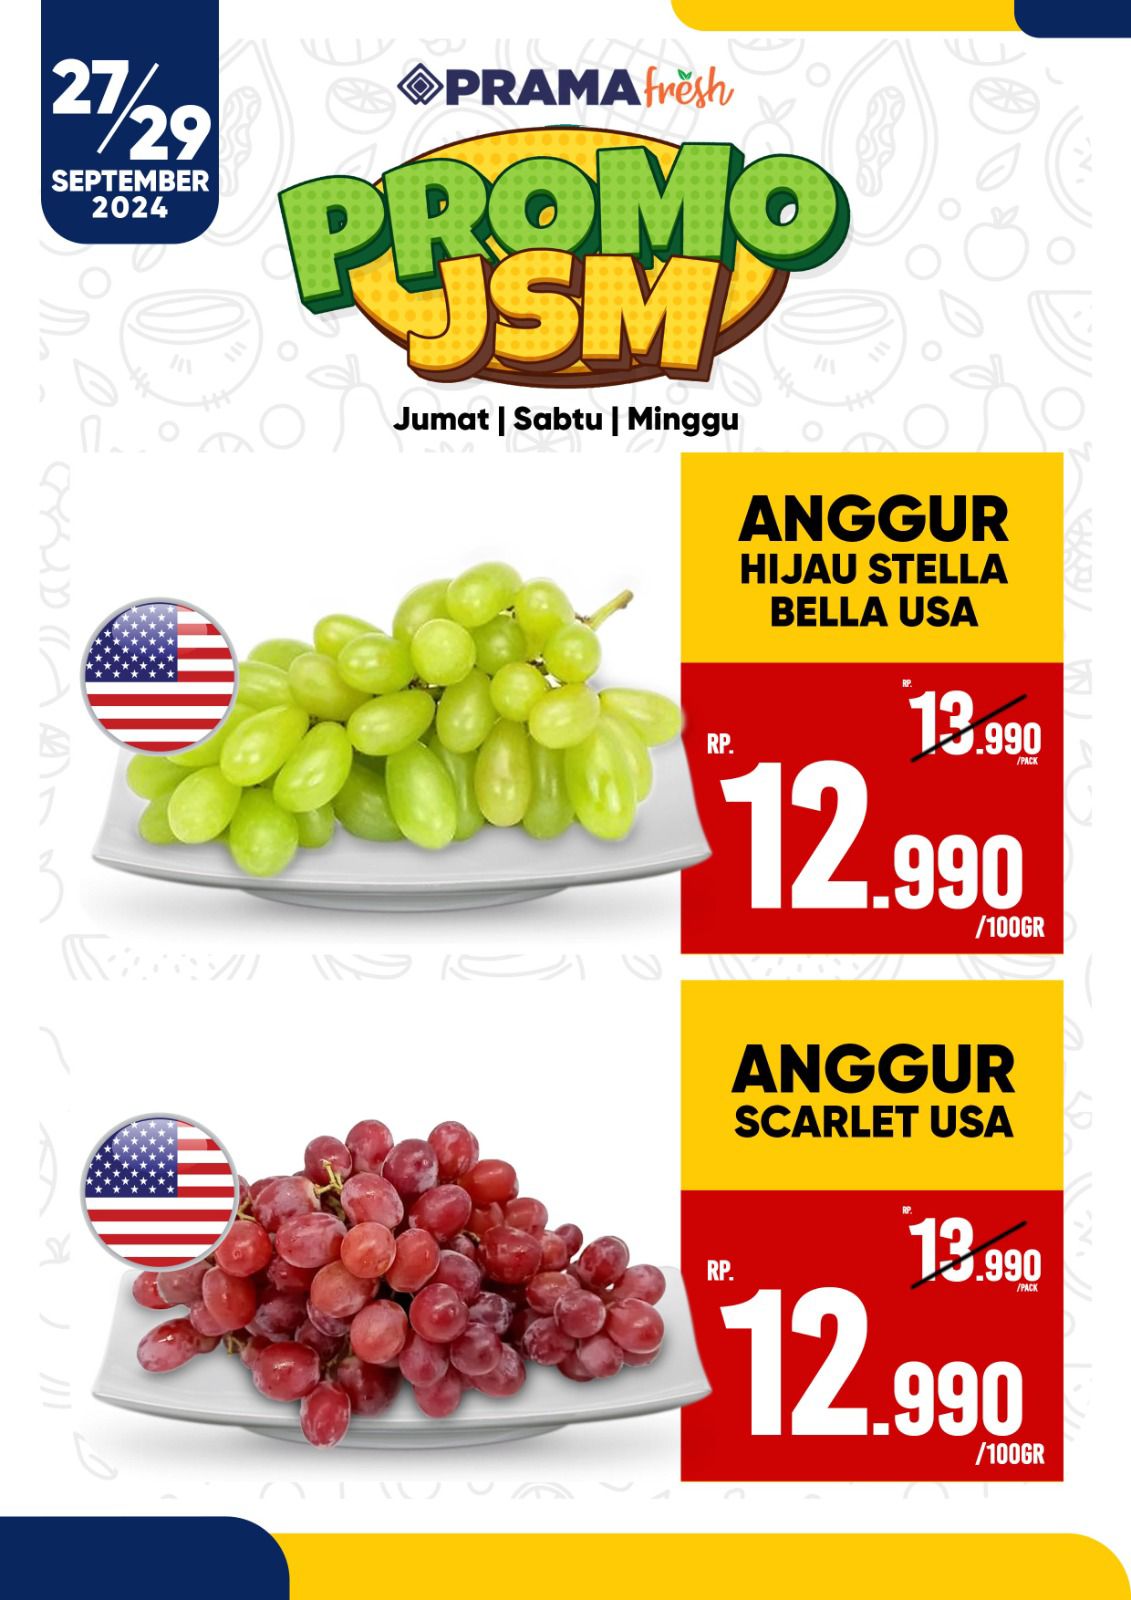 27/29
SEPTEMBER
2024
PRAMA fresh
PROMO
JSM
Jumat | Sabtu | Minggu
ANGGUR
HIJAU STELLA
BELLA USA
RP.
13.990
/PACK
RP.
12.990
/100GR
ANGGUR
SCARLET USA
RP.
13.990
/PACK
RP.
12.990
/100GR